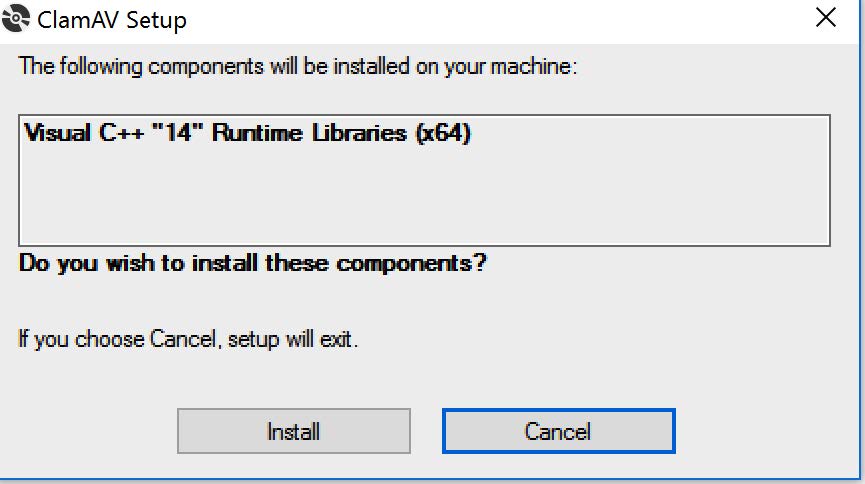 ClamAV Setup
The following components will be installed on your machine:
Visual C++ "14" Runtime Libraries (x64)
Do you wish to install these components?
If you choose Cancel, setup will exit.
Install
Cancel